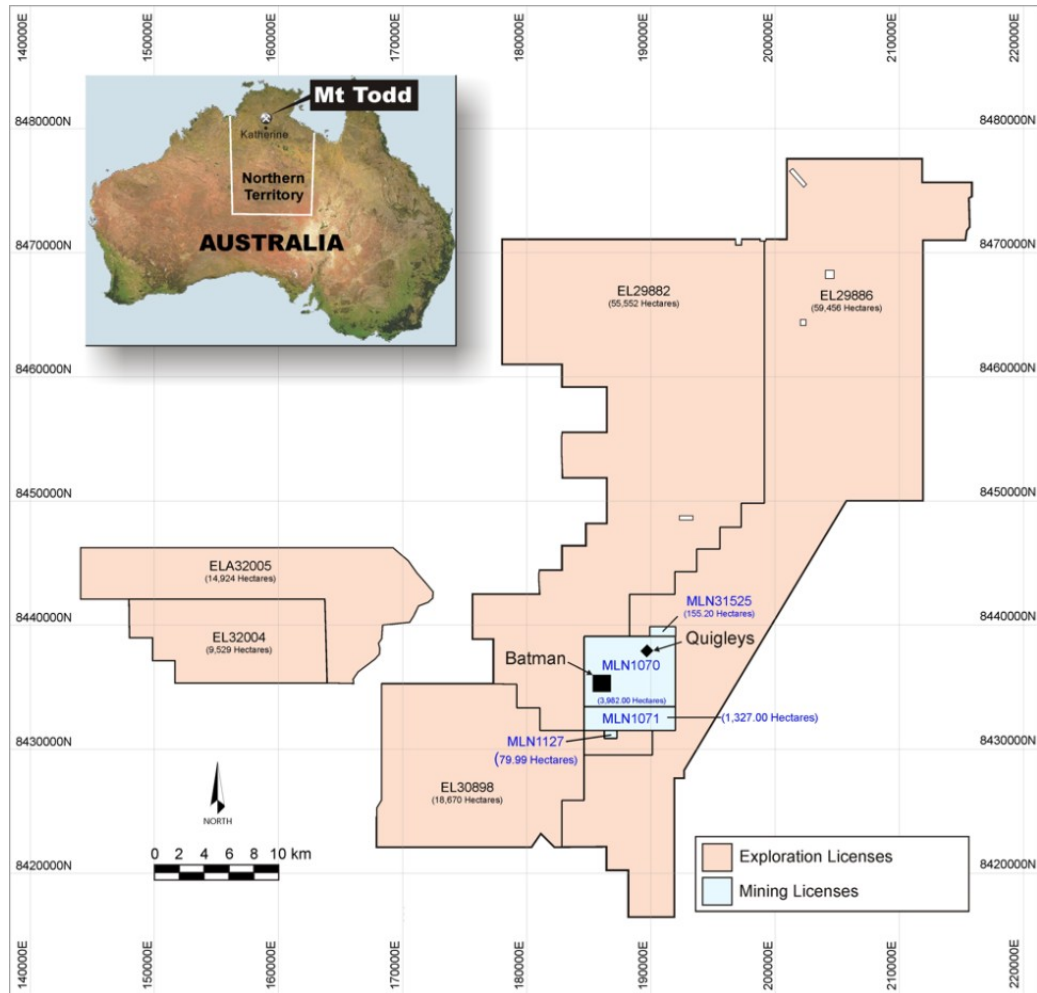 140000E
150000E
160000E
170000E
180000E
190000E
200000E
210000E
220000E
Mt Todd
Katherine
Northern
Territory
AUSTRALIA
8480000N
8480000N
8470000N
8470000N
EL29882
(55,552 Hectares)
EL29886
(59,456 Hectares)
8460000N
8460000N
8450000N
8450000N
ELA32005
(14,924 Hectares)
EL32004
(9,529 Hectares)
8440000N
8440000N
MLN31525
(155.20 Hectares)
Quigleys
Batman
MLN1070
(3,982.00 Hectares)
MLN1071
(1,327.00 Hectares)
MLN1127
(79.99 Hectares)
8430000N
8430000N
EL30898
(18,670 Hectares)
NORTH
0 2 4 6 8 10 km
Exploration Licenses
Mining Licenses
8420000N
8420000N
140000E
150000E
160000E
170000E
180000E
190000E
200000E
210000E
220000E